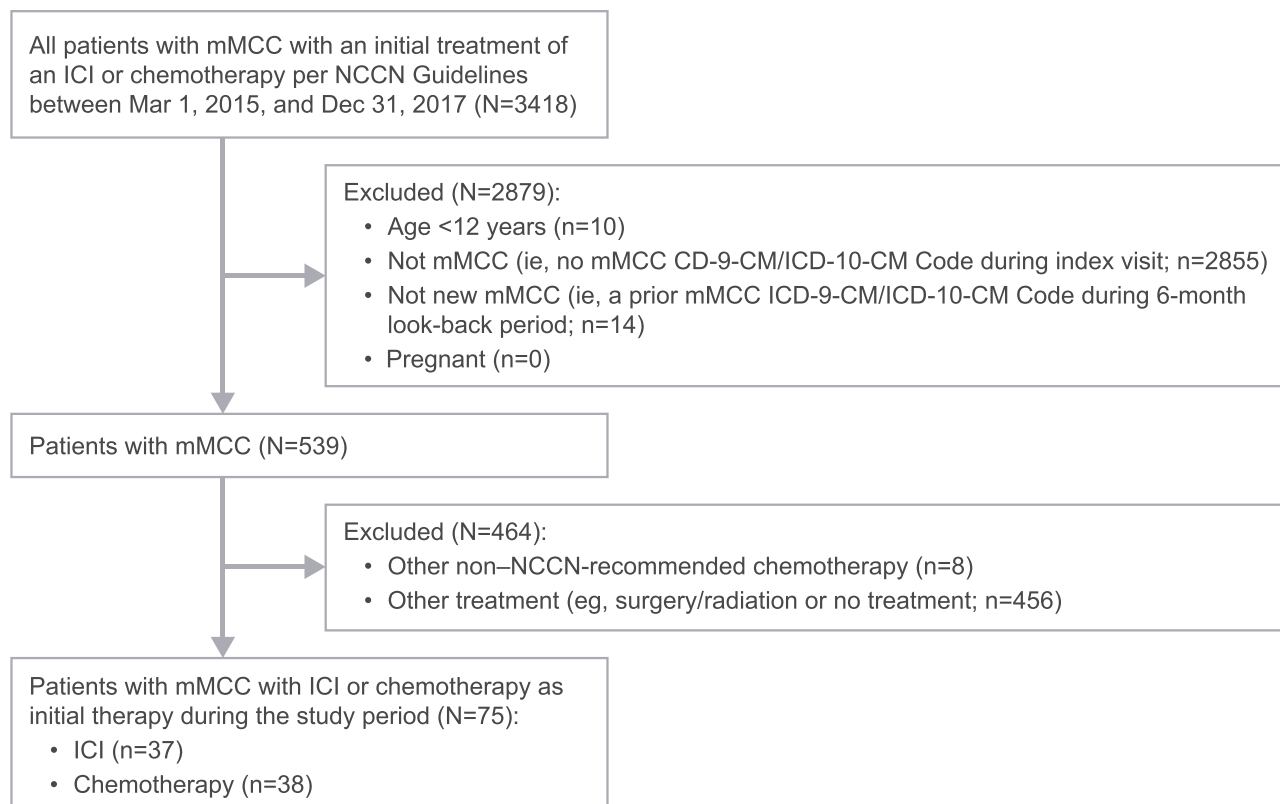 All patients with mMCC with an initial treatment of
an ICI or chemotherapy per NCCN Guidelines
between Mar 1, 2015, and Dec 31, 2017 (N=3418)
Excluded (N=2879):
• Age <12 years (n=10)
• Not mMCC (ie, no mMCC CD-9-CM/ICD-10-CM Code during index visit; n=2855)
• Not new mMCC (ie, a prior mMCC ICD-9-CM/ICD-10-CM Code during 6-month
look-back period; n=14)
• Pregnant (n=0)
Patients with mMCC (N=539)
Excluded (N=464):
• Other non–NCCN-recommended chemotherapy (n=8)
• Other treatment (eg, surgery/radiation or no treatment; n=456)
Patients with mMCC with ICI or chemotherapy as
initial therapy during the study period (N=75):
• ICI (n=37)
• Chemotherapy (n=38)